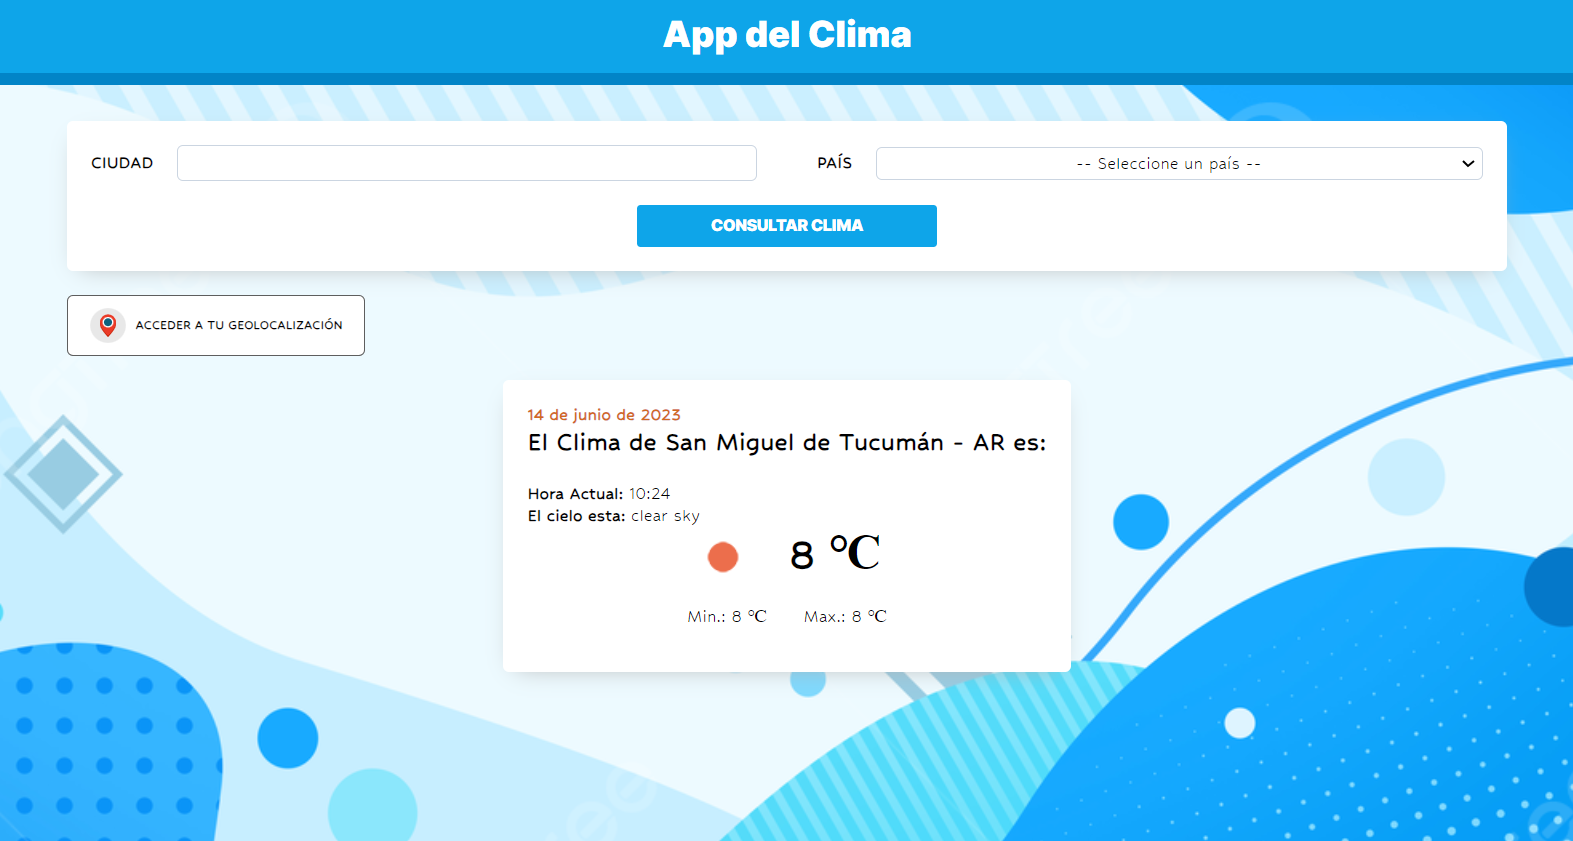 App del Clima
CIUDAD
PAÍS
-- Seleccione un país --
CONSULTAR CLIMA
ACCEDER A TU GEOLOCALIZACIÓN
14 de junio de 2023
El Clima de San Miguel de Tucumán - AR es:
Hora Actual: 10:24
El cielo esta: clear sky
8 ℃
Min.: 8 ℃ Max.: 8 ℃